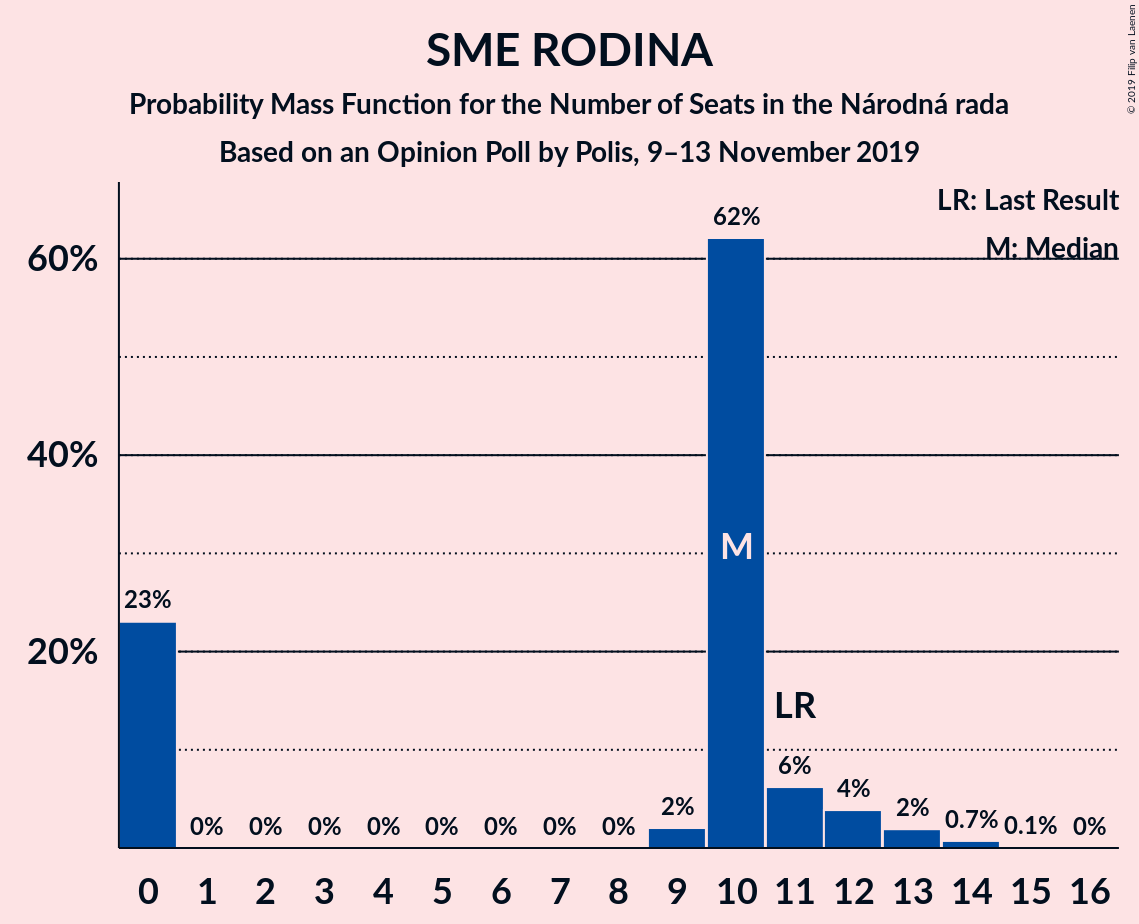 SME RODINA
Probability Mass Function for the Number of Seats in the Národná rada
Based on an Opinion Poll by Polis, 9–13 November 2019
© 2019 Filip van Laenen
LR: Last Result
M: Median
60%
40%
20%
23%
0%
0%
0%
0%
0%
0%
0%
0%
2%
62%
M
LR
6%
4%
2%
0.7%
0.1%
0%
0 1 2 3 4 5 6 7 8 9 10 11 12 13 14 15 16